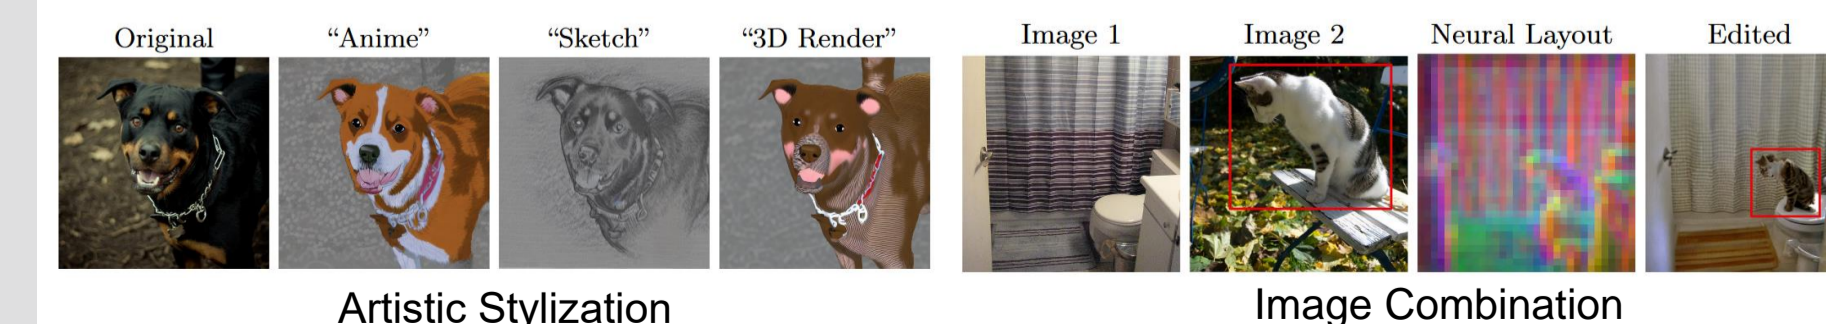 Original “Anime” “Sketch” “3D Render”
Artistic Stylization
Image 1 Image 2 Neural Layout Edited
Image Combination